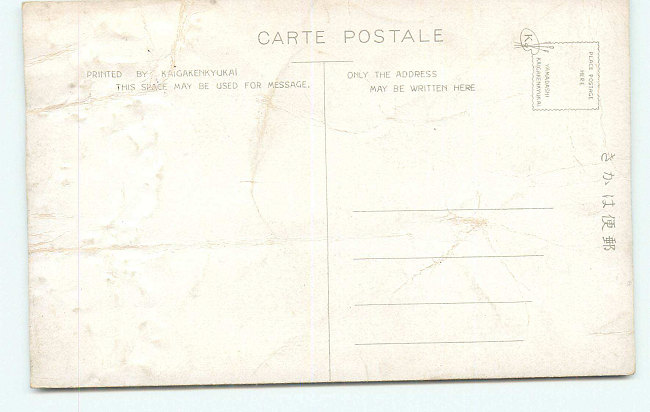 CARTE POSTALE
PRINTED BY KAIGAKENKYUKAI
THIS SPACE MAY BE USED FOR MESSAGE.
ONLY THE ADDRESS
MAY BE WRITTEN HERE
K
PLACE POSTAGE
HERE
KAIGAKENKYUKAI
きかは便郵